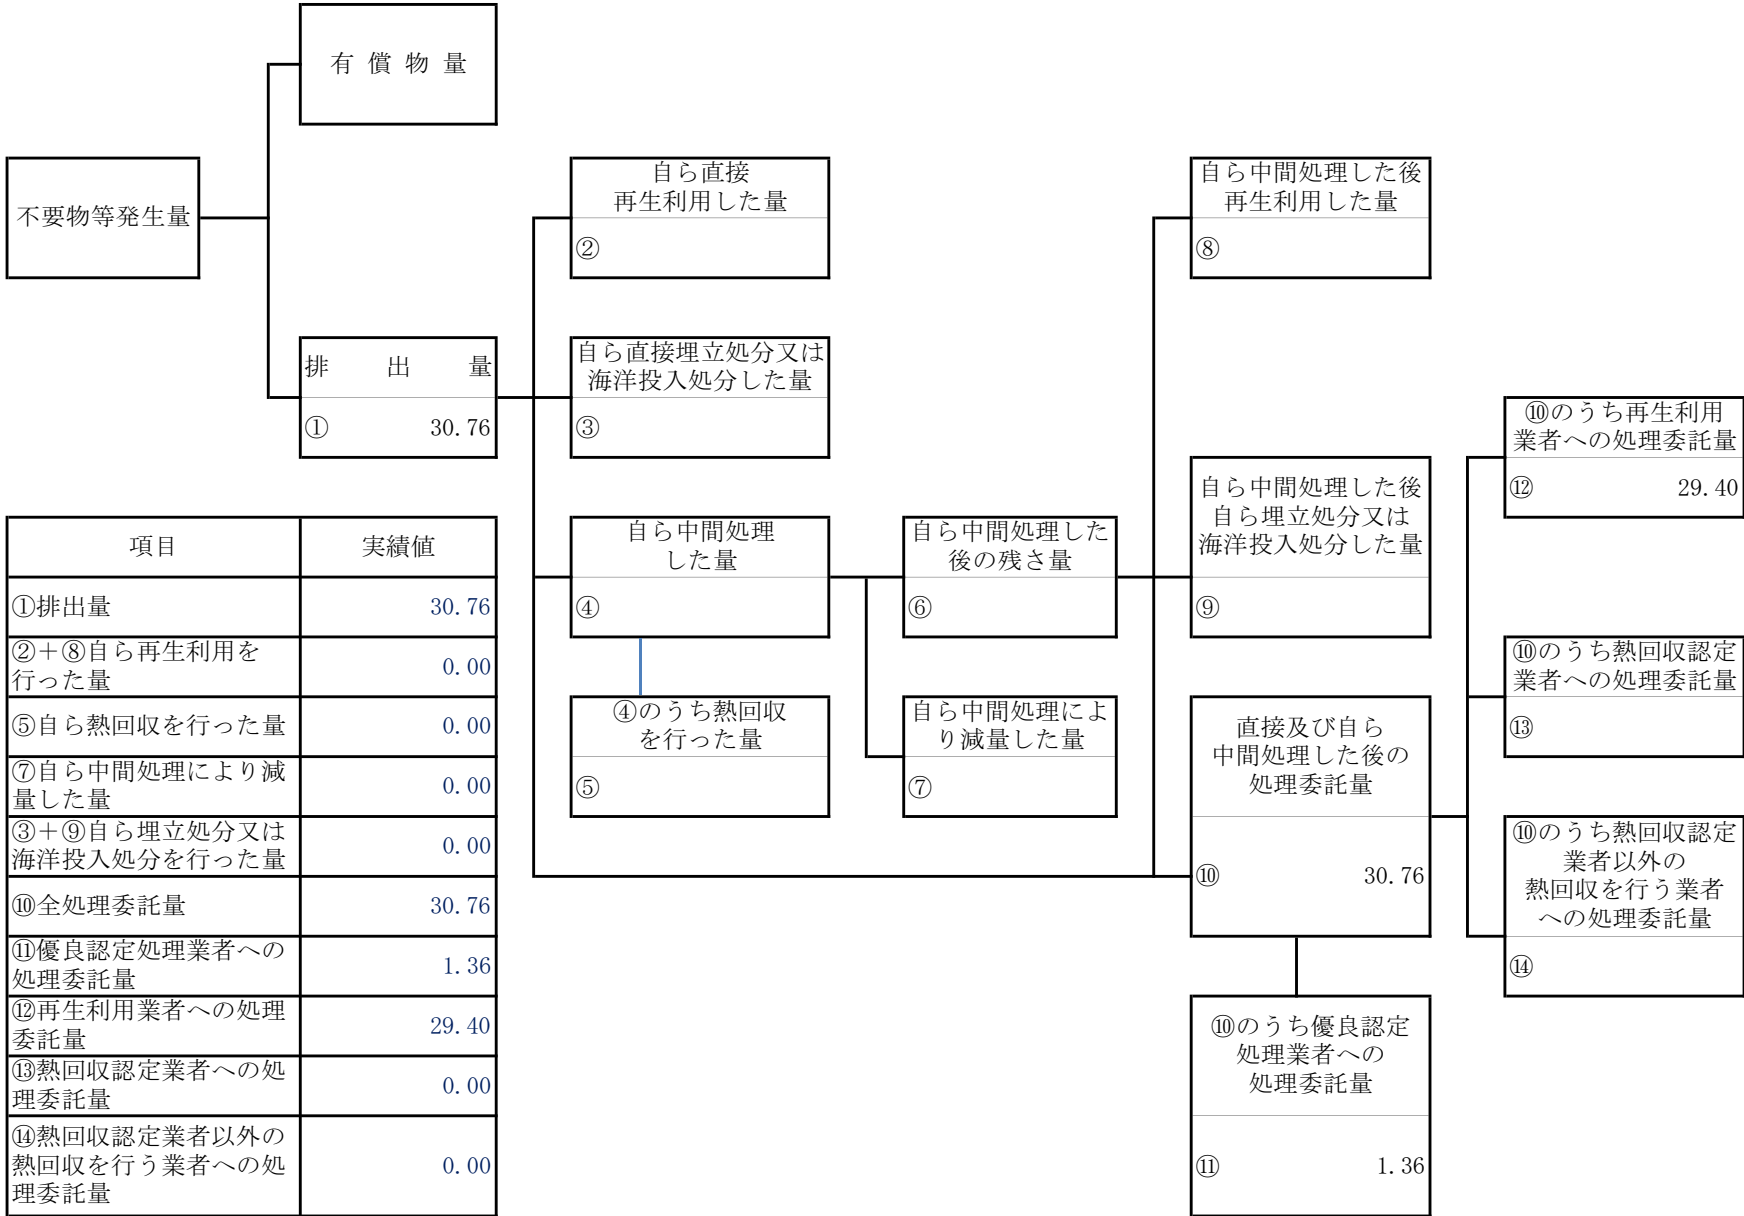 有 償 物 量
不要物等発生量
自ら直接
再生利用した量
②
自ら中間処理した後
再生利用した量
⑧
排 出 量
① 30.76
自ら直接埋立処分又は
海洋投入処分した量
③
⑩のうち再生利用
業者への処理委託量
⑫ 29.40
自ら中間処理した後
自ら埋立処分又は
海洋投入処分した量
⑨
自ら中間処理
した量
④
自ら中間処理した
後の残さ量
⑥
⑩のうち熱回収認定
業者への処理委託量
⑬
④のうち熱回収
を行った量
⑤
自ら中間処理によ
り減量した量
⑦
直接及び自ら
中間処理した後の
処理委託量
⑩ 30.76
⑩のうち熱回収認定
業者以外の
熱回収を行う業者
への処理委託量
⑭
⑩のうち優良認定
処理業者への
処理委託量
⑪ 1.36
項目 実績値
①排出量 30.76
②＋⑧自ら再生利用を
行った量 0.00
⑤自ら熱回収を行った量 0.00
⑦自ら中間処理により減
量した量 0.00
③＋⑨自ら埋立処分又は
海洋投入処分を行った量 0.00
⑩全処理委託量 30.76
⑪優良認定処理業者への
処理委託量 1.36
⑫再生利用業者への処理
委託量 29.40
⑬熱回収認定業者への処
理委託量 0.00
⑭熱回収認定業者以外の
熱回収を行う業者への処 0.00
理委託量